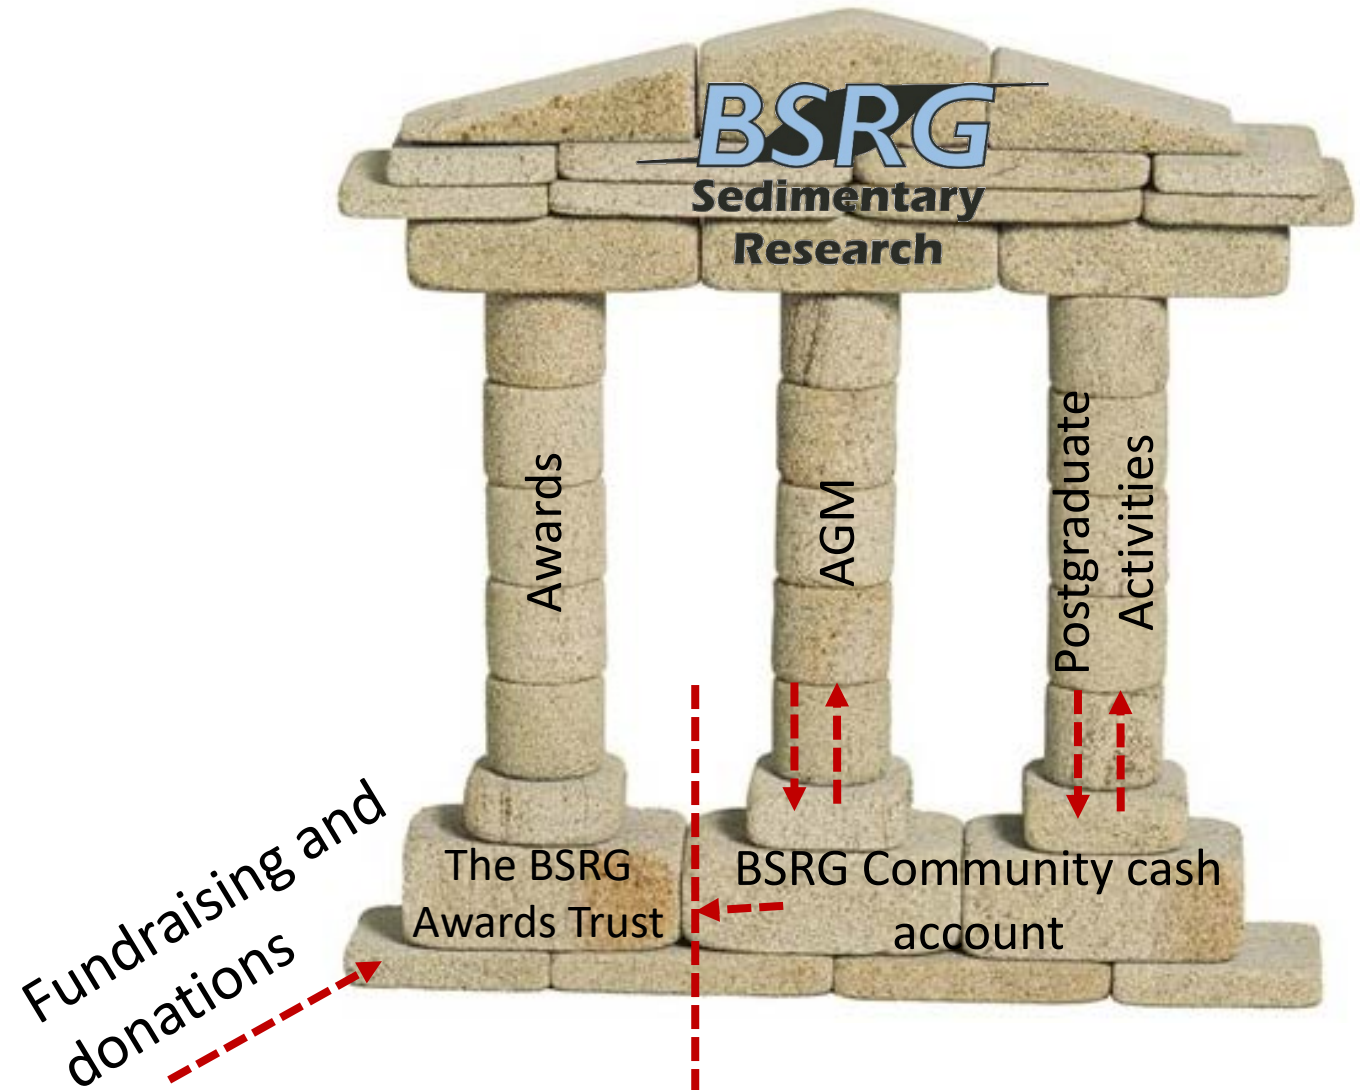 BSRG
Sedimentary
Research
Awards
AGM
Postgraduate
Activities
Fundraising and
donations
The BSRG
Awards Trust
BSRG Community cash
account